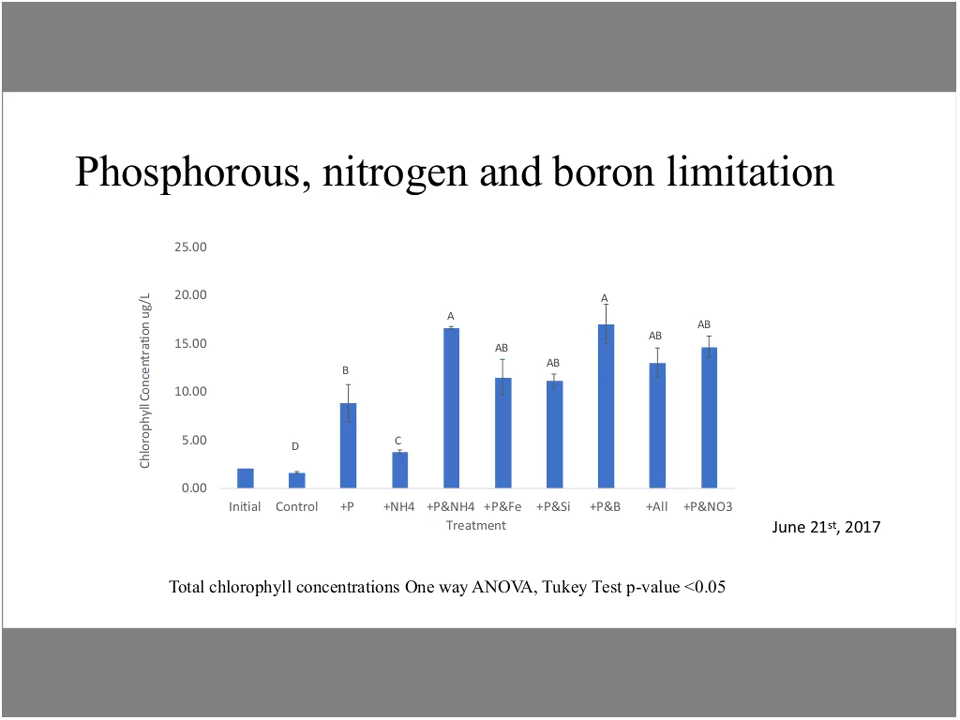 Phosphorous, nitrogen and boron limitation
25.00
20.00
15.00
10.00
5.00
0.00
Chlorophyll Concentration ug/L
D
B
C
A
AB
AB
A
AB
AB
Initial Control +P +NH4 +P&NH4 +P&Fe +P&Si +P&B +All +P&NO3
Treatment
June 21st, 2017
Total chlorophyll concentrations One way ANOVA, Tukey Test p-value <0.05